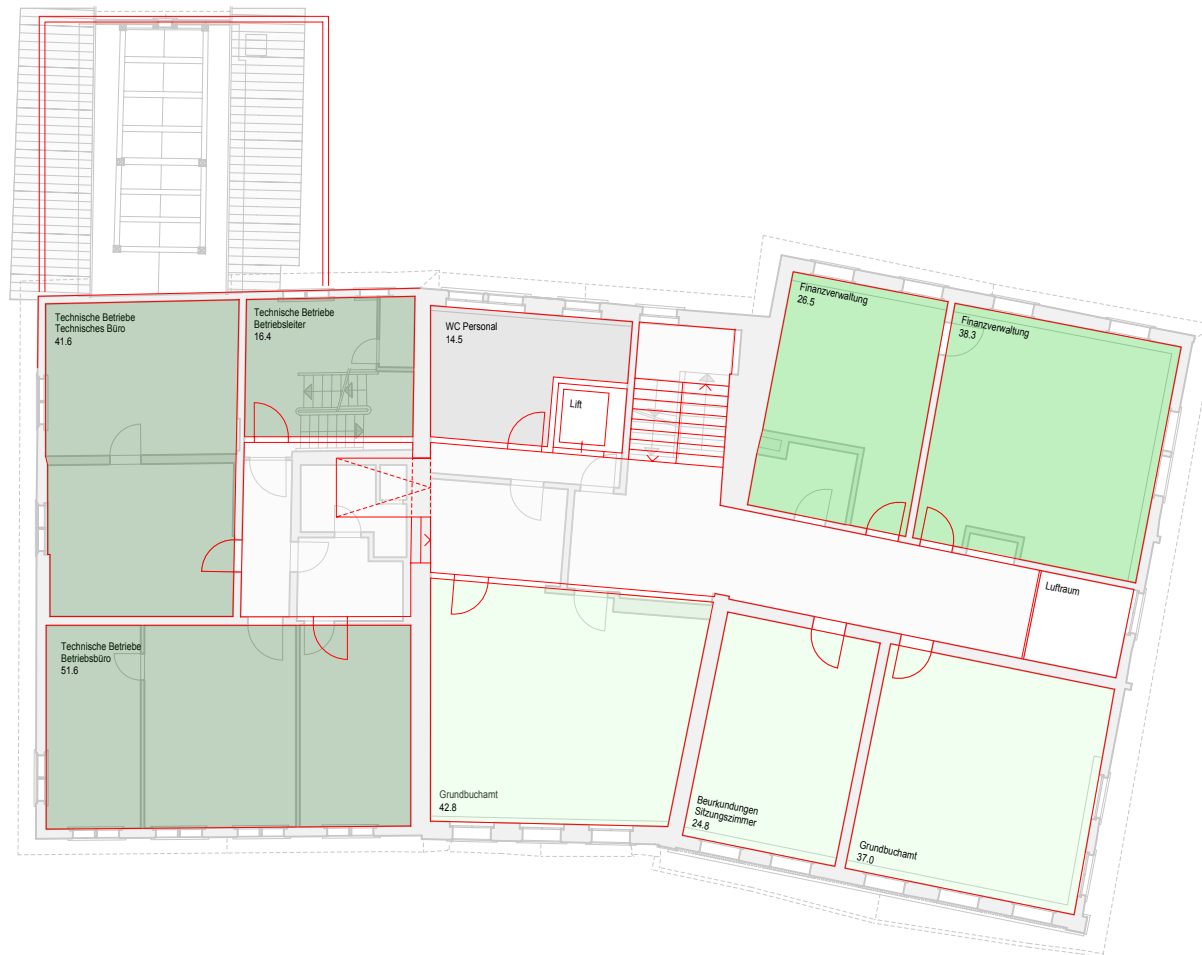 Technische Betriebe
Technisches Büro
41.6
Technische Betriebe
Betriebsleiter
16.4
WC Personal
14.5
Lift
Finanzverwaltung
26.5
Finanzverwaltung
38.3
Luftraum
Technische Betriebe
Betriebsbüro
51.6
Grundbuchamt
42.8
Beurkundungen
Sitzungszimmer
24.8
Grundbuchamt
37.0